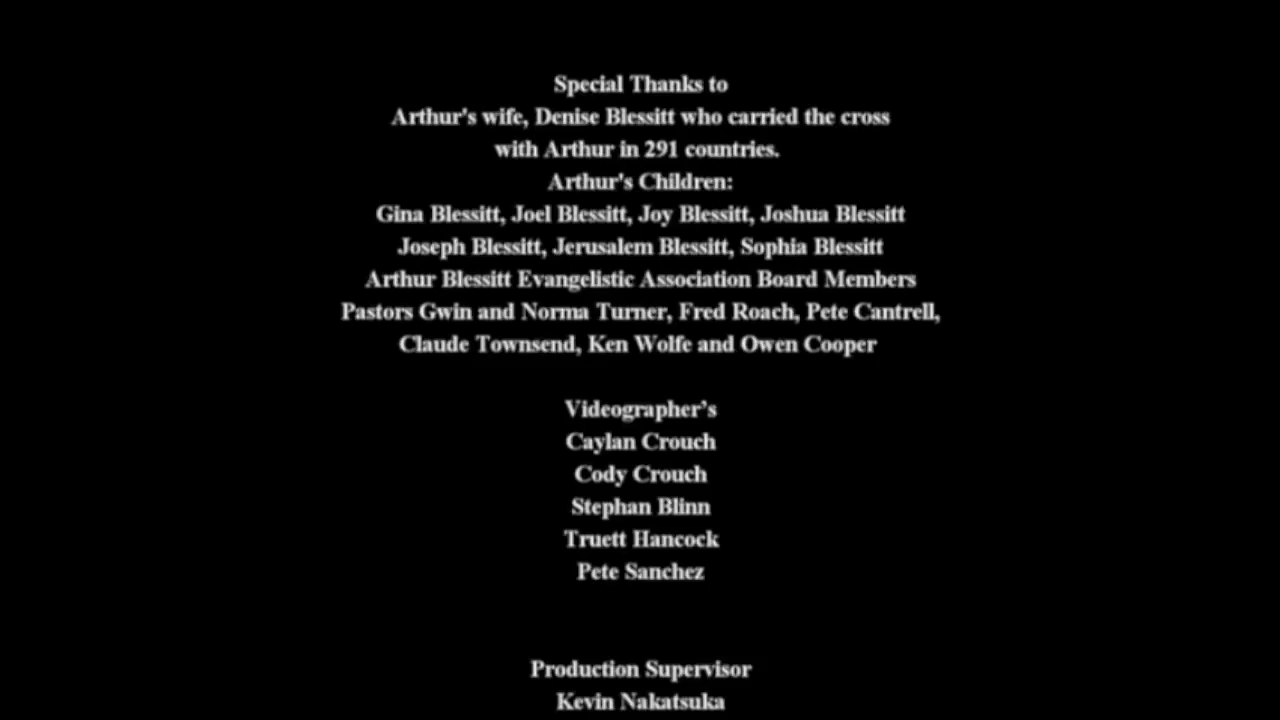 Special Thanks to
Arthur's wife, Denise Blessitt who carried the cross
with Arthur in 291 countries.
Arthur's Children:
Gina Blessitt, Joel Blessitt, Joy Blessitt, Joshua Blessitt
Joseph Blessitt, Jerusalem Blessitt, Sophia Blessitt
Arthur Blessitt Evangelistic Association Board Members
Pastors Gwin and Norma Turner, Fred Roach, Pete Cantrell,
Claude Townsend, Ken Wolfe and Owen Cooper
Videographer’s
Caylan Crouch
Cody Crouch
Stephan Blinn
Truett Hancock
Pete Sanchez
Production Supervisor
Kevin Nakatsuka